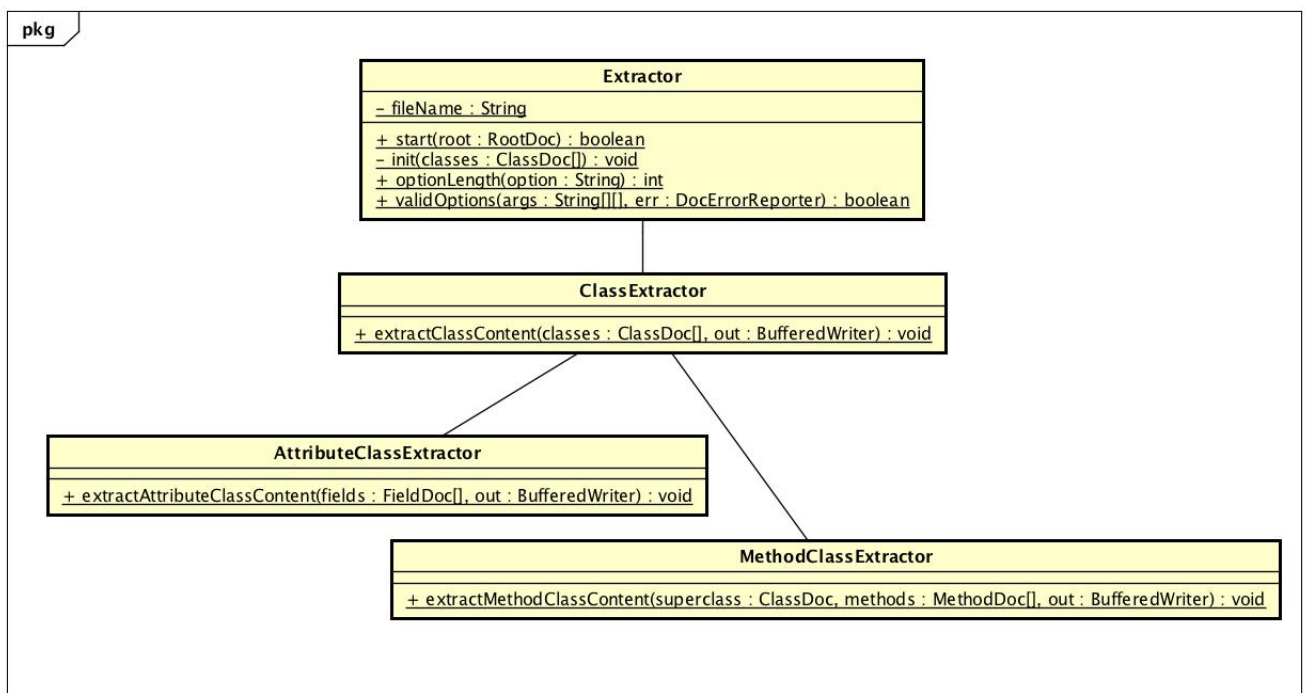 pkg
Extractor
- fileName : String
+ start(root : RootDoc) : boolean
- init(classes : ClassDoc[]) : void
+ optionLength(option : String) : int
+ validOptions(args : String[][], err : DocErrorReporter) : boolean
ClassExtractor
+ extractClassContent(classes : ClassDoc[], out : BufferedWriter) : void
AttributeClassExtractor
+ extractAttributeClassContent(fields : FieldDoc[], out : BufferedWriter) : void
MethodClassExtractor
+ extractMethodClassContent(superclass : ClassDoc, methods : MethodDoc[], out : BufferedWriter) : void